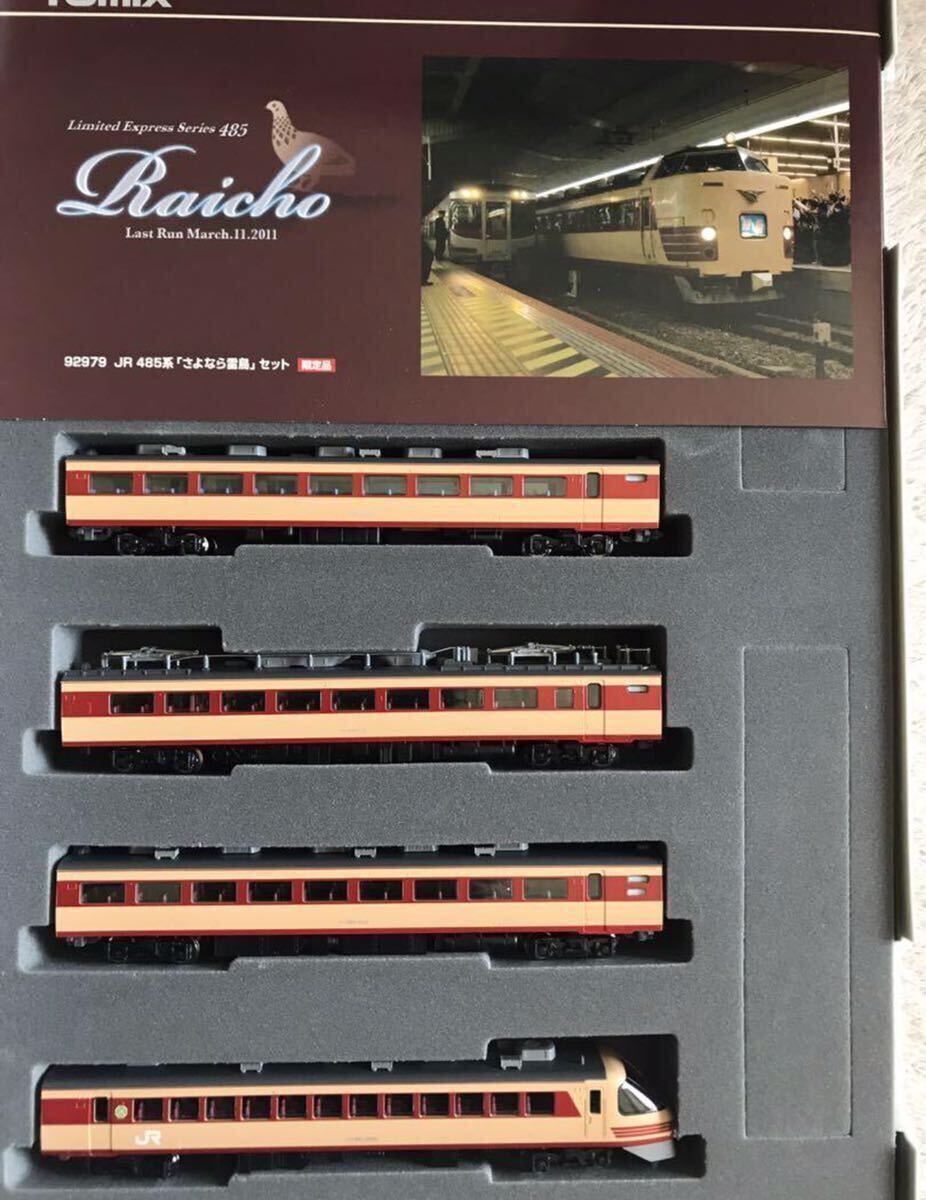 TOMIX
Limited Express Series 485
Raicho
Last Run March.11.2011
92979 JR 485系「さよなら雷鳥」セット 限定品
JR